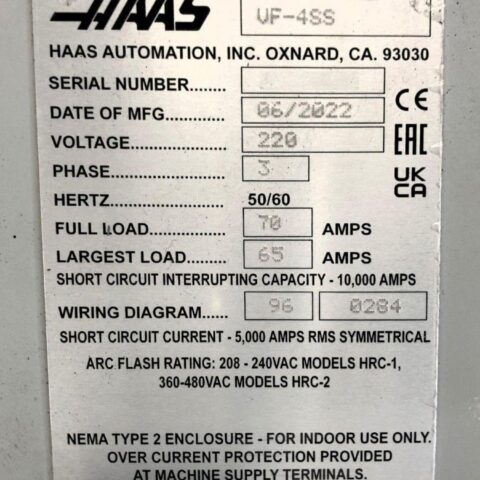 HAAS
VF-4SS
HAAS AUTOMATION, INC. OXNARD, CA. 93030
SERIAL NUMBER........
DATE OF MFG............. 06/2022 CE
VOLTAGE.................. 220 EAC
PHASE..................... 3 UK
HERTZ 50/60 CA
FULL LOAD............... 70 AMPS
LARGEST LOAD....... 65 AMPS
SHORT CIRCUIT INTERRUPTING CAPACITY - 10,000 AMPS
WIRING DIAGRAM....... 96 0284
SHORT CIRCUIT CURRENT - 5,000 AMPS RMS SYMMETRICAL
ARC FLASH RATING: 208 - 240VAC MODELS HRC-1,
360-480VAC MODELS HRC-2
NEMA TYPE 2 ENCLOSURE - FOR INDOOR USE ONLY.
OVER CURRENT PROTECTION PROVIDED
AT MACHINE SUPPLY TERMINALS.